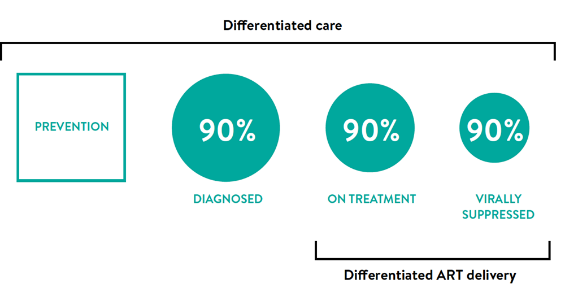 Differentiated care
PREVENTION
90%
90%
90%
DIAGNOSED
ON TREATMENT
VIRALLY
SUPPRESSED
Differentiated ART delivery